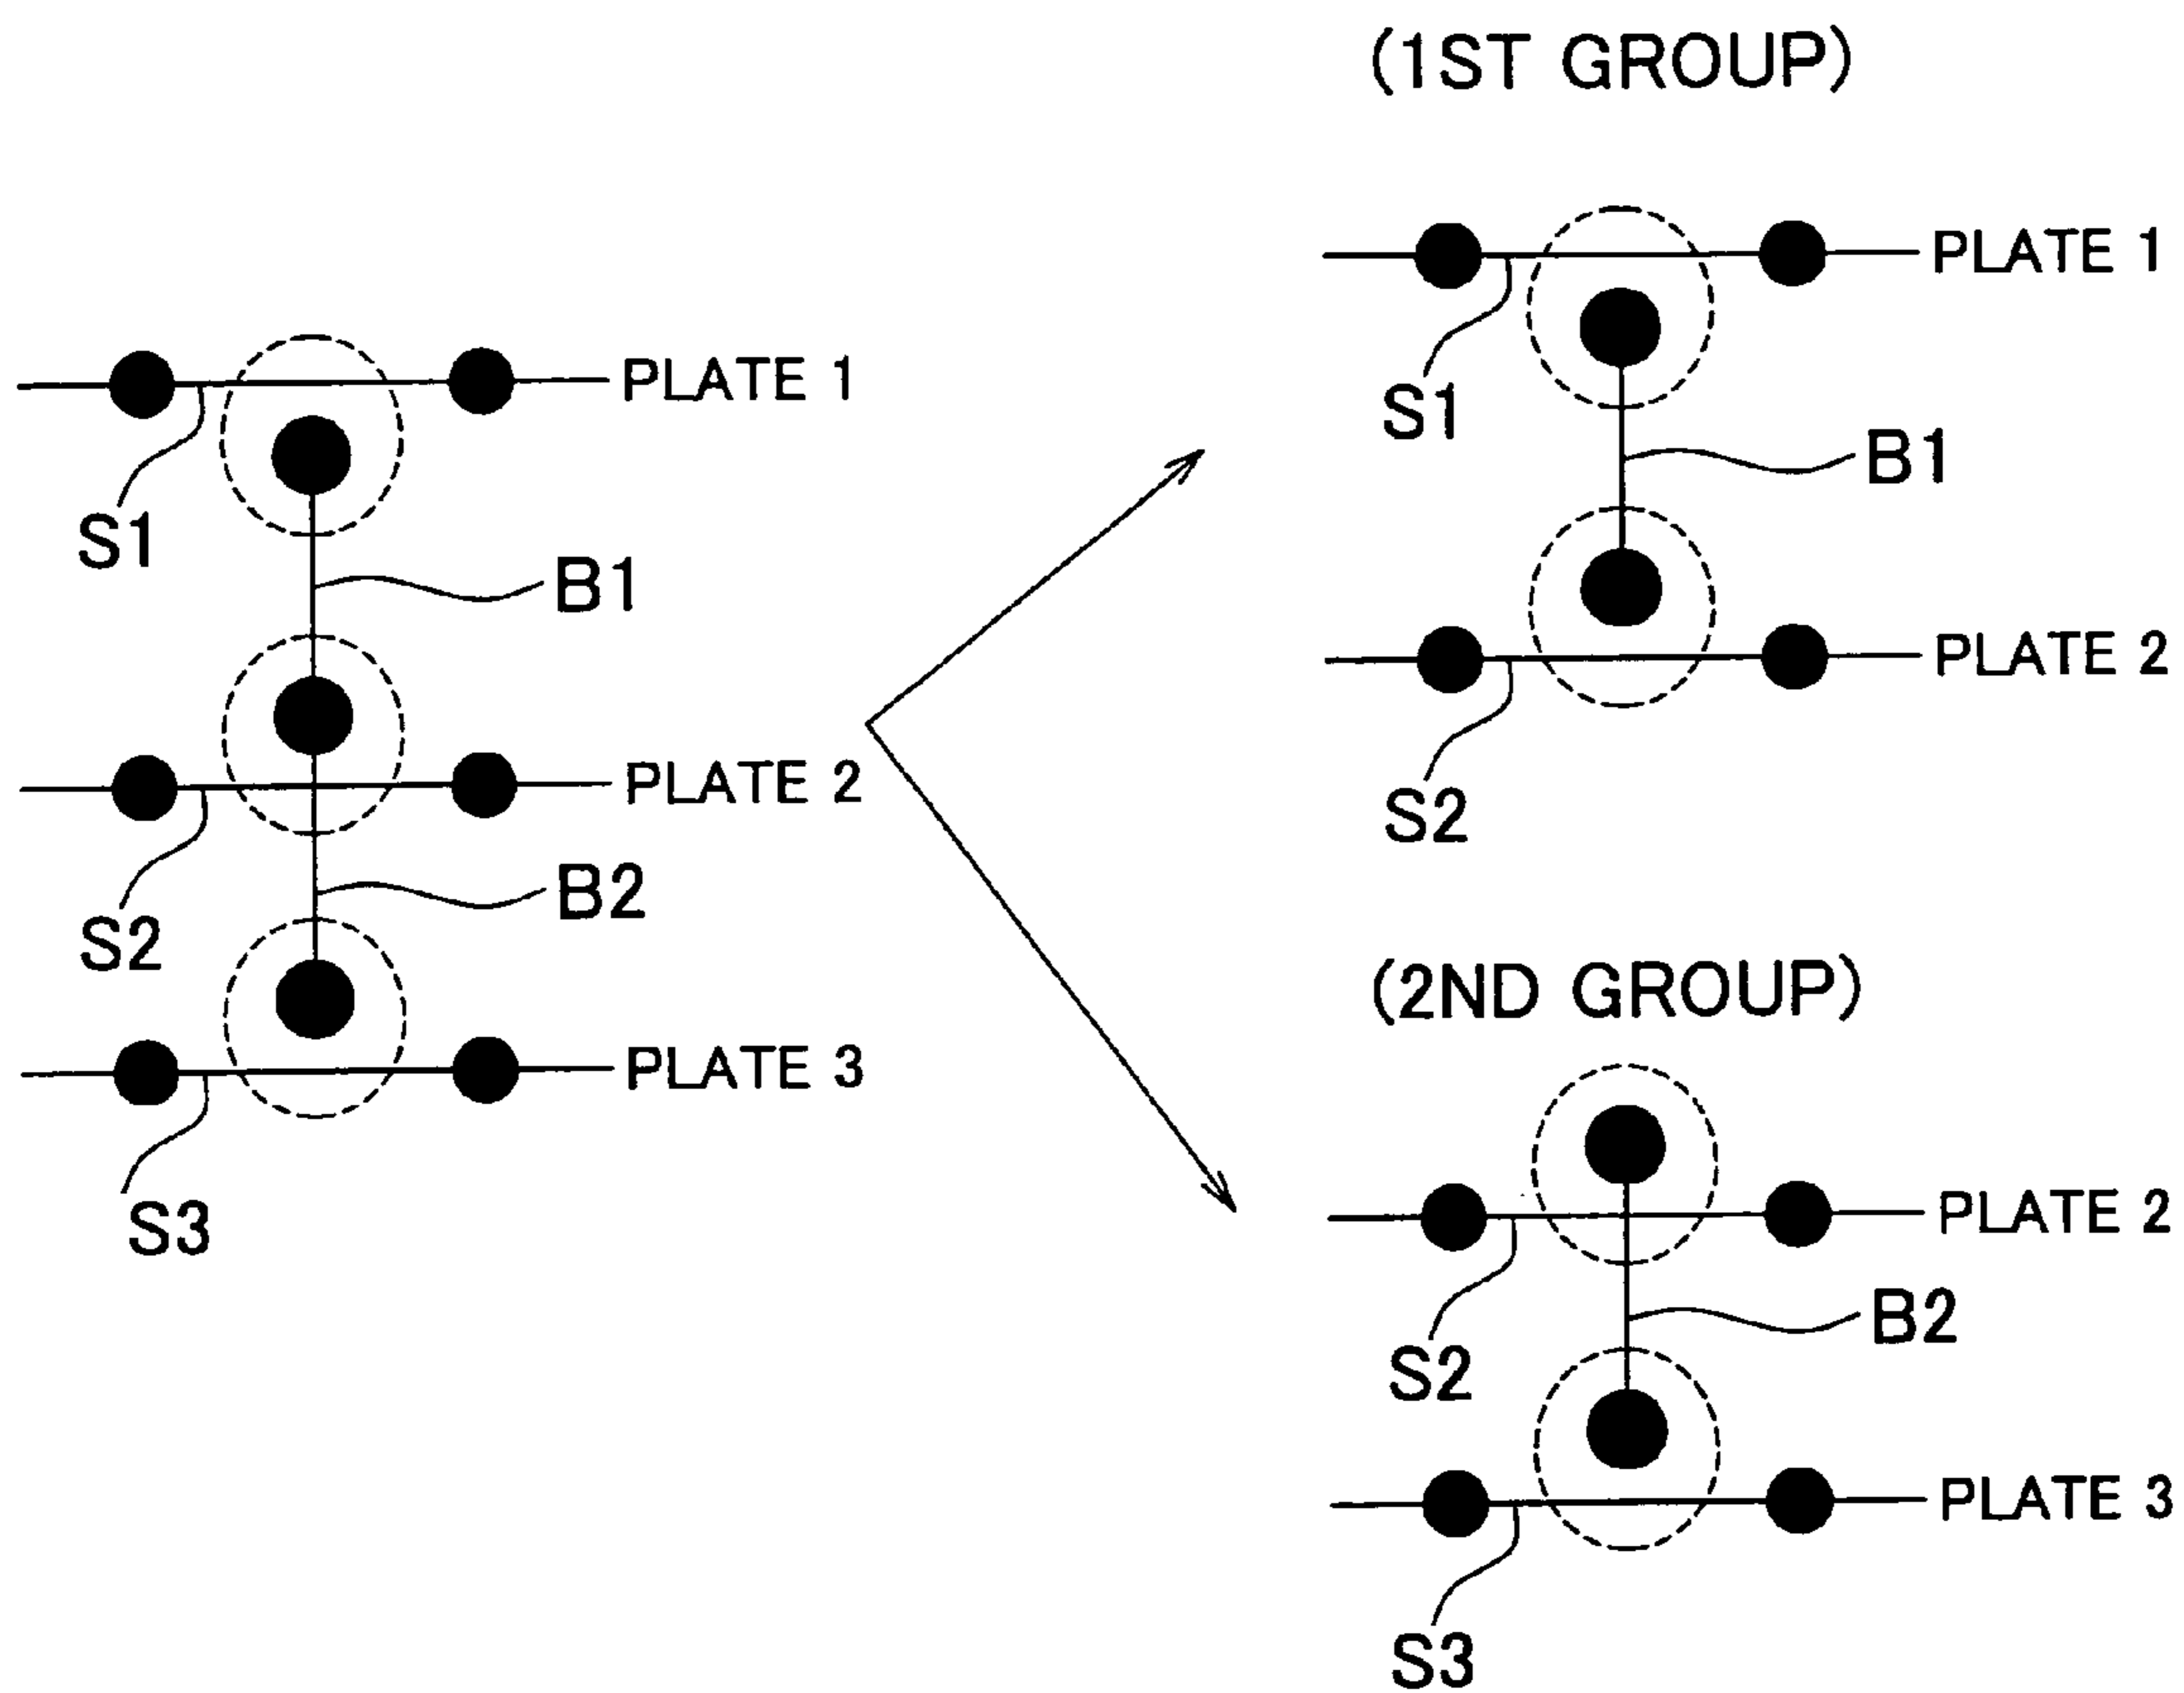 PLATE 1
S1
B1
PLATE 2
B2
S2
PLATE 3
S3
(1ST GROUP)
PLATE 1
S1
B1
PLATE 2
S2
(2ND GROUP)
PLATE 2
B2
S2
PLATE 3
S3